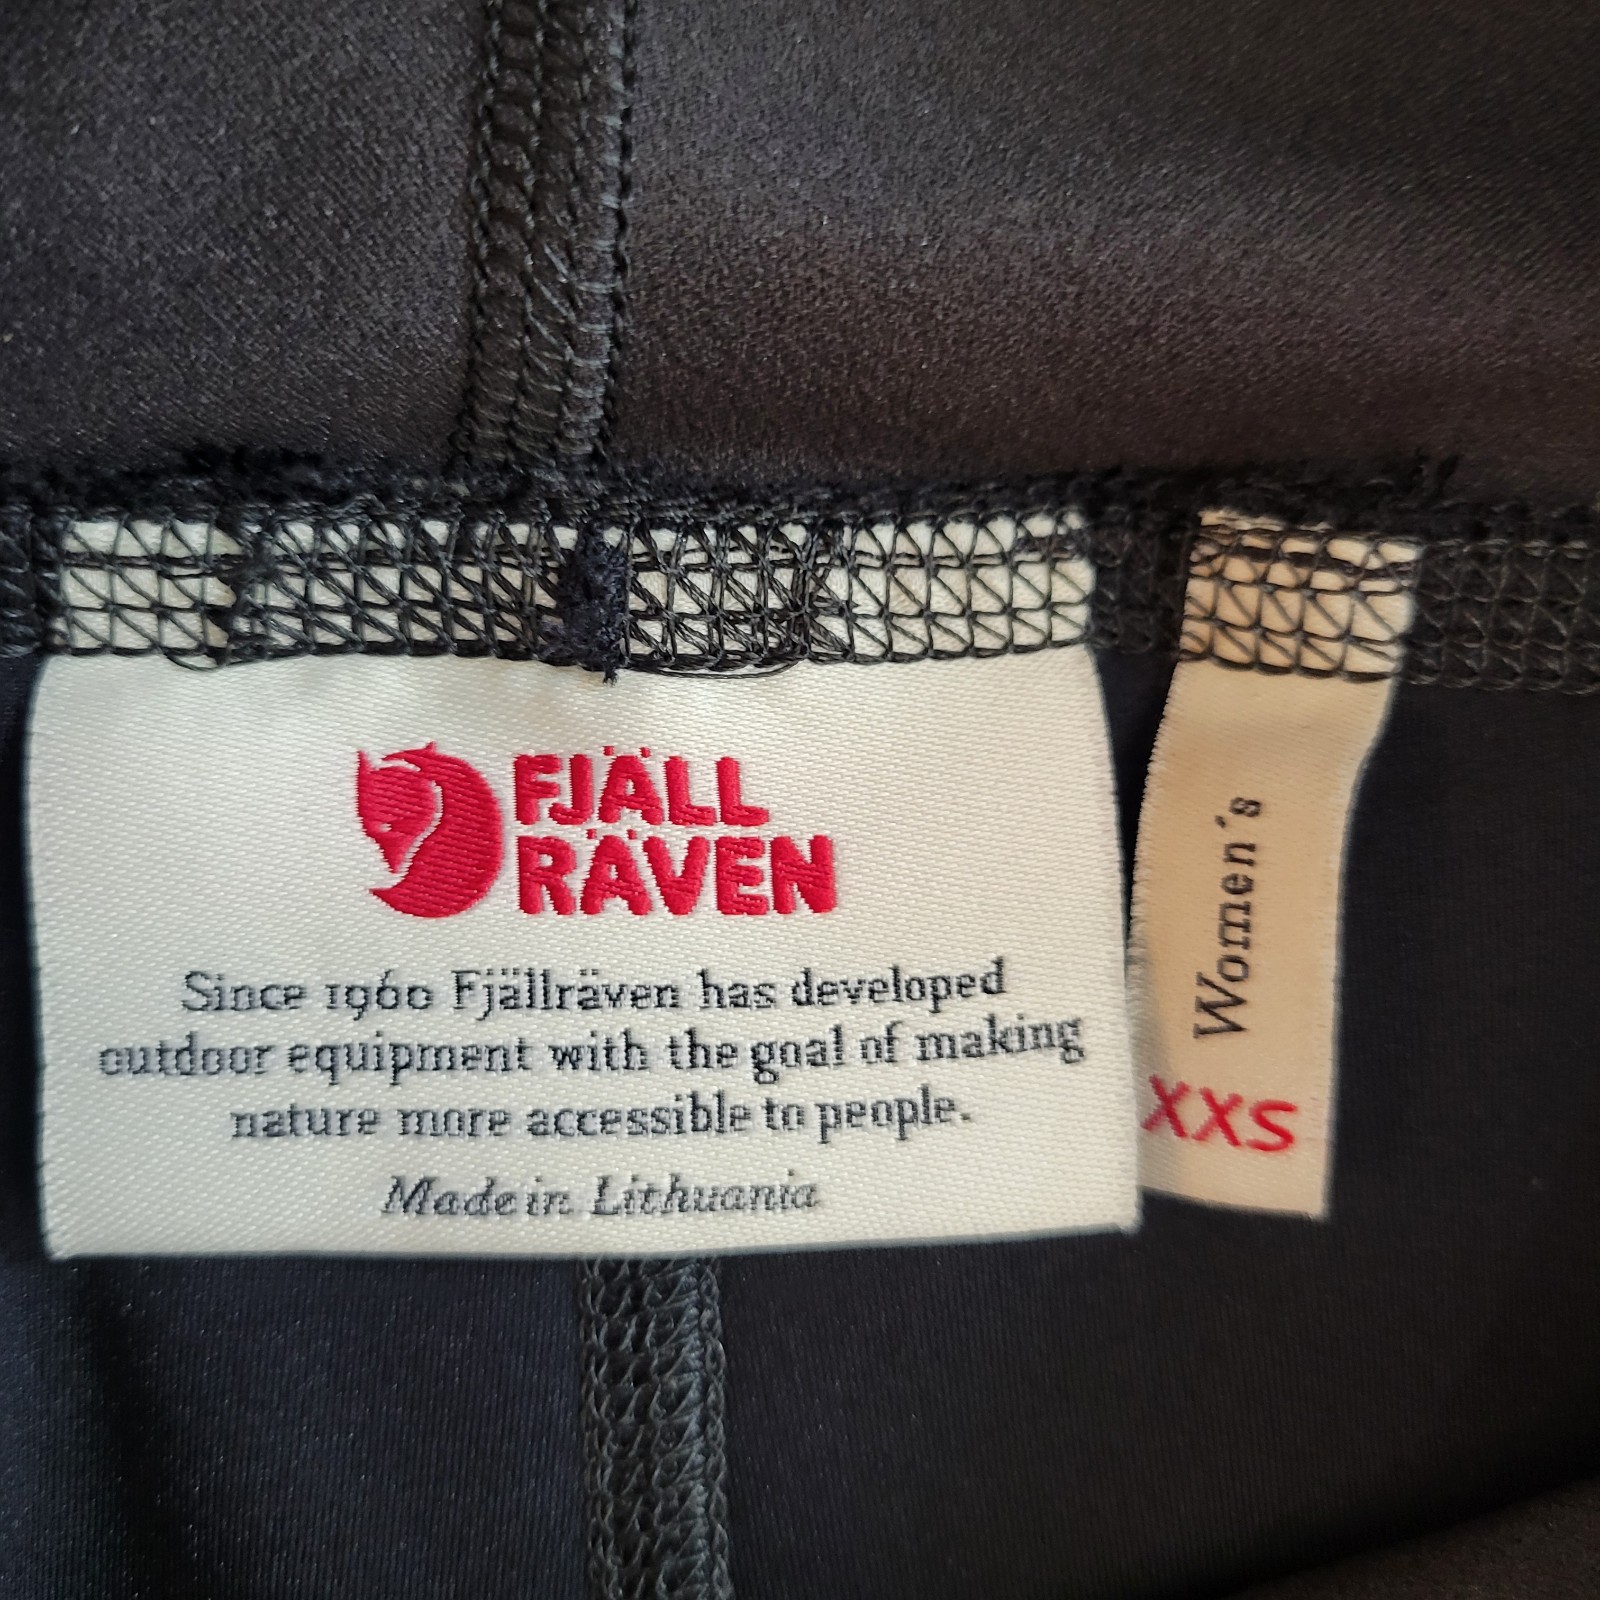 FJÄLL
RÄVEN
Since 1960 Fjällräven has developed
outdoor equipment with the goal of making
nature more accessible to people.
Made in Lithuania
Women´s
XXS